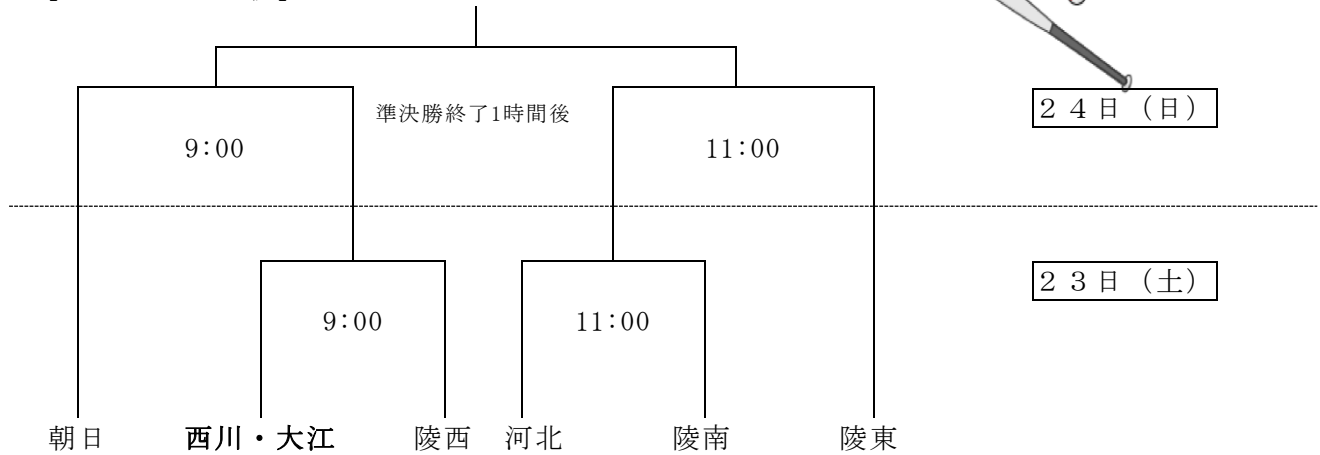 準決勝終了1時間後
２４日（日）
9:00
11:00
２３日（土）
9:00
11:00
朝日 西川・大江 陵西 河北 陵南 陵東